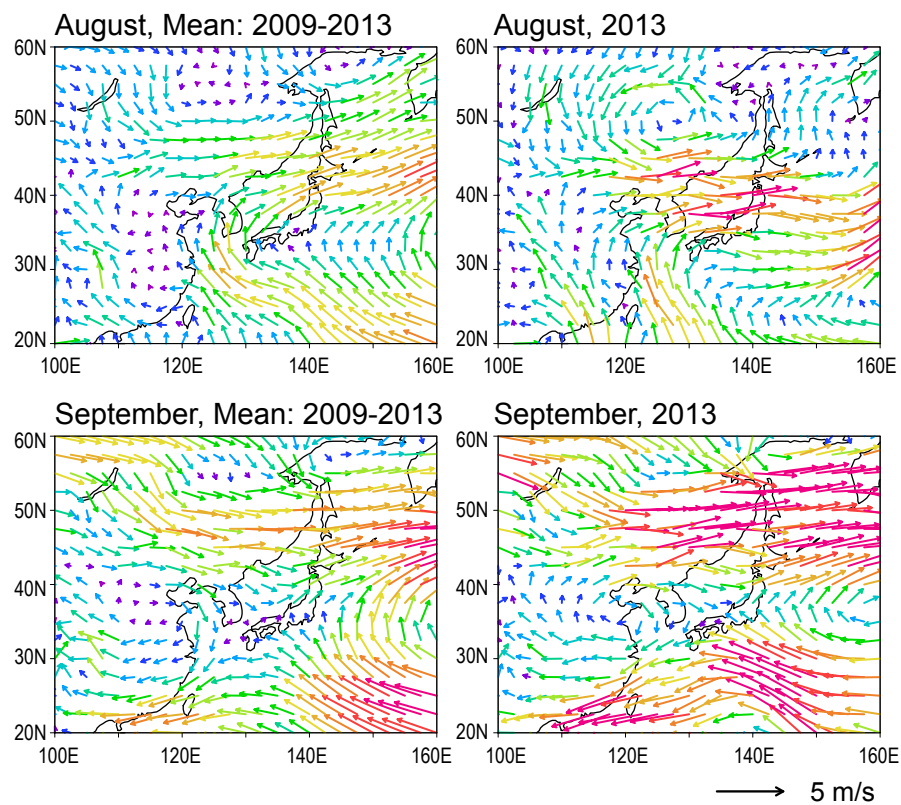 August, Mean: 2009-2013
August, 2013
60N
50N
40N
30N
20N
100E 120E 140E 160E
60N
50N
40N
30N
20N
100E 120E 140E 160E
September, Mean: 2009-2013
September, 2013
60N
50N
40N
30N
20N
100E 120E 140E 160E
60N
50N
40N
30N
20N
100E 120E 140E 160E
5 m/s